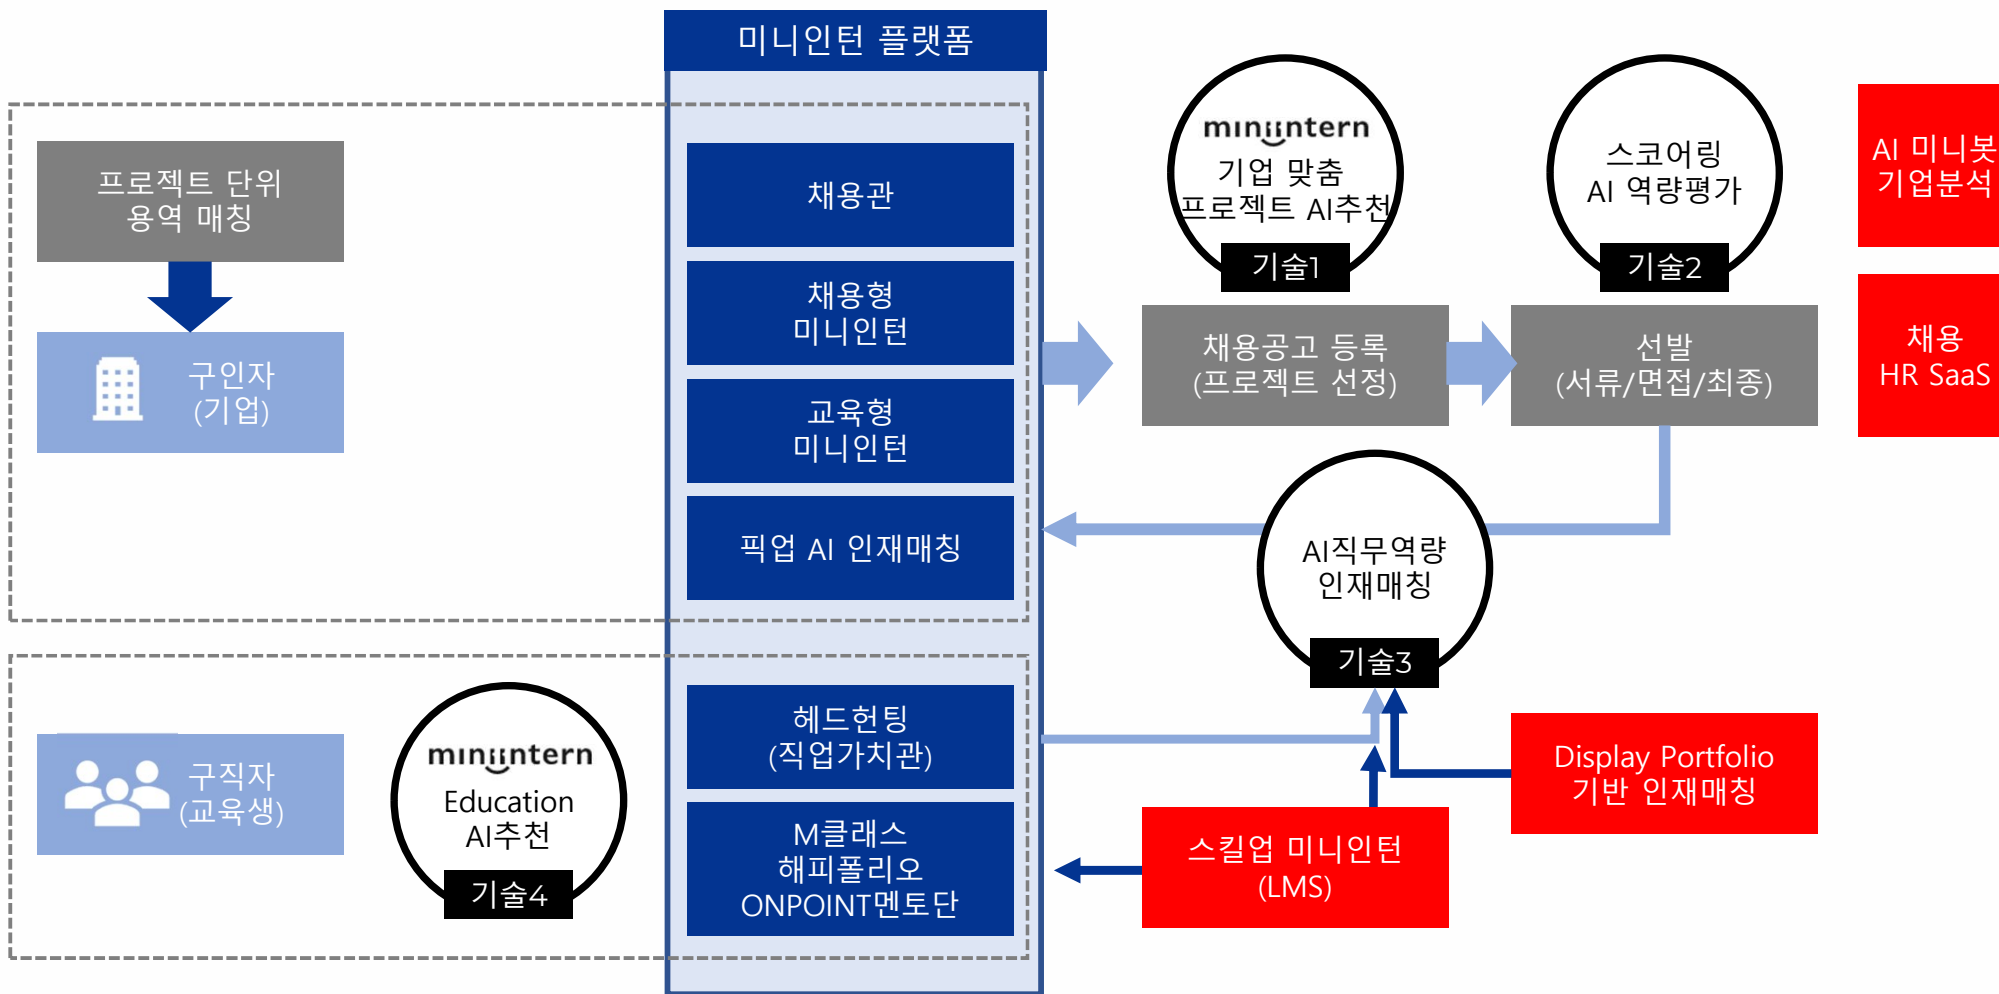 미니인턴 플랫폼
프로젝트 단위
용역 매칭
구인자
(기업)
채용관
채용형
미니인턴
교육형
미니인턴
픽업 AI 인재매칭
miniintern
기업 맞춤
프로젝트 AI추천
기술1
채용공고 등록
(프로젝트 선정)
스코어링
AI 역량평가
기술2
선발
(서류/면접/최종)
AI 미니봇
기업분석
채용
HR SaaS
AI직무역량
인재매칭
기술3
구직자
(교육생)
miniintern
Education
AI추천
기술4
헤드헌팅
(직업가치관)
M클래스
해피폴리오
ONPOINT멘토단
스킬업 미니인턴
(LMS)
Display Portfolio
기반 인재매칭